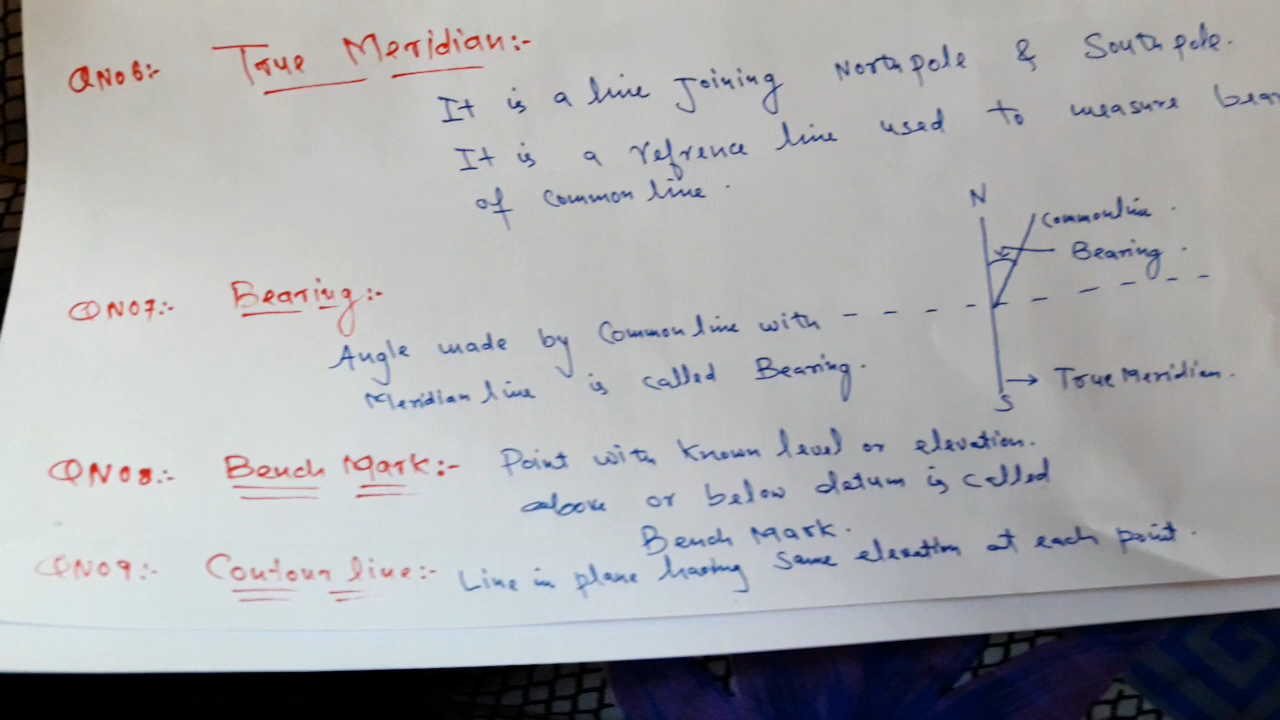 QNo6:- True Meridian:-
It is a line Joining North pole & South pole.
It is a refrence line used to measure bear
of Common line.
N
Commonline.
Bearing.
QNO7:- Bearing:-
Angle made by Common line with
Meridian line is called Bearing.
True Meridian.
S
QNO8:- Bench Mark:- Point with Known level or elevation.
above or below datum is called
Bench Mark.
QNO9:- Contour line:- Line in plane having Same elevation at each point.